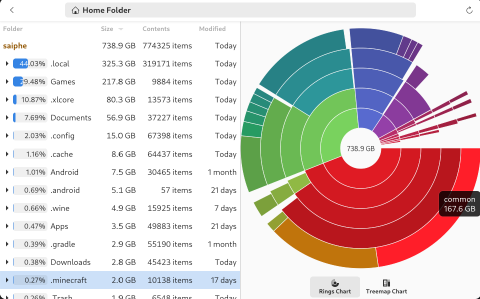 Home Folder
Folder Size Contents Modified
saiphe 738.9 GB 774325 items Today
44.03% .local 325.3 GB 319171 items Today
29.48% Games 217.8 GB 9884 items Today
10.87% .xlcore 80.3 GB 13573 items Today
7.69% Documents 56.9 GB 37227 items Today
2.03% .config 15.0 GB 67398 items Today
1.16% .cache 8.6 GB 64437 items Today
1.01% Android 7.5 GB 30465 items 1 month
0.69% .android 5.1 GB 57 items 21 days
0.66% .wine 4.9 GB 15925 items 7 days
0.47% Apps 3.5 GB 49883 items 21 days
0.39% .gradle 2.9 GB 55190 items 1 month
0.38% Downloads 2.8 GB 45423 items Today
0.27% .minecraft 2.0 GB 10138 items 17 days
0.26% .Trash 1.9 GB 6548 items Today
738.9 GB
common
167.6 GB
Rings Chart Treemap Chart